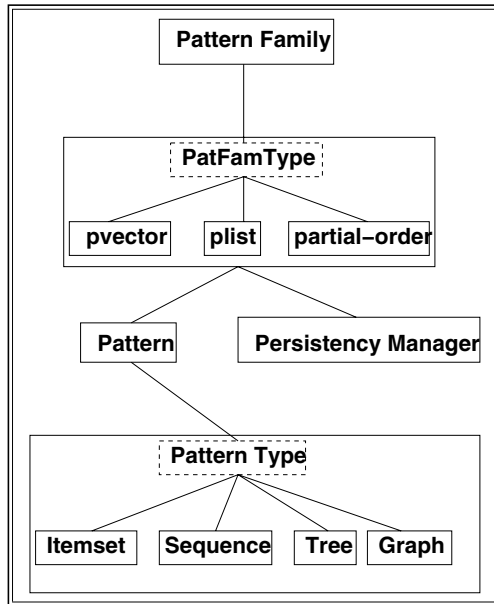 Pattern Family
PatFamType
pvector plist partial−order
Pattern Persistency Manager
Pattern Type
Itemset Sequence Tree Graph